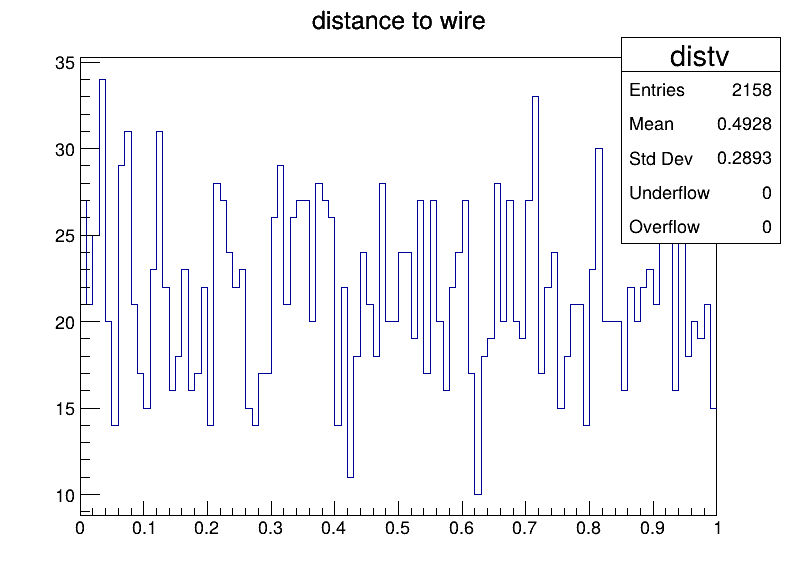 distance to wire
distv
Entries 2158
Mean 0.4928
Std Dev 0.2893
Underflow 0
Overflow 0
35
30
25
20
15
10
0 0.1 0.2 0.3 0.4 0.5 0.6 0.7 0.8 0.9 1